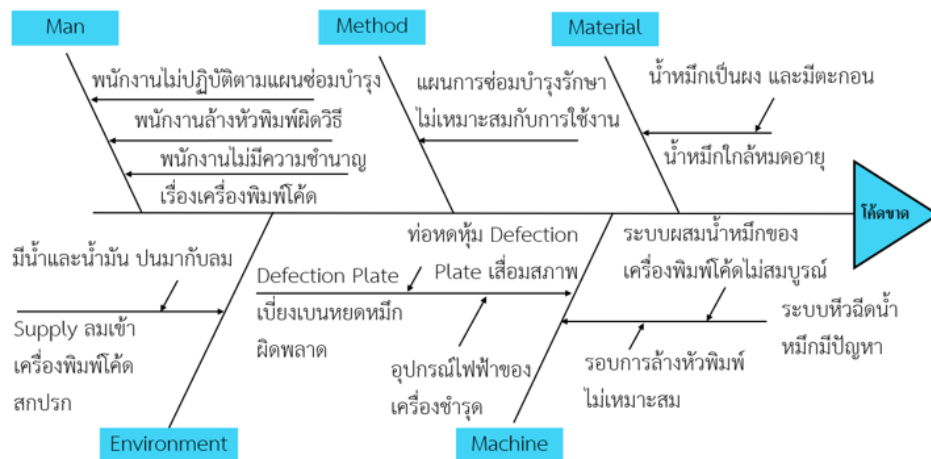 Man
Method
Material
พนักงานไม่ปฏิบัติตามแผนซ่อมบำรุง
พนักงานล้างหัวพิมพ์ผิดวิธี
พนักงานไม่มีความชำนาญ
เรื่องเครื่องพิมพ์โค้ด
แผนการซ่อมบำรุงรักษา
ไม่เหมาะสมกับการใช้งาน
น้ำหมึกเป็นผง และมีตะกอน
น้ำหมึกใกล้หมดอายุ
โค้ดขาด
มีน้ำและน้ำมัน ปนมากับลม
Supply ลมเข้า
เครื่องพิมพ์โค้ด
สกปรก
ท่อหดหุ้ม Defection
Plate เสื่อมสภาพ
Defection Plate
เบี่ยงเบนหยดหมึก
ผิดพลาด
อุปกรณ์ไฟฟ้าของ
เครื่องชำรุด
ระบบผสมน้ำหมึกของ
เครื่องพิมพ์โค้ดไม่สมบูรณ์
ระบบหีวฉีดน้ำ
หมึกมีปัญหา
รอบการล้างหัวพิมพ์
ไม่เหมาะสม
Environment
Machine